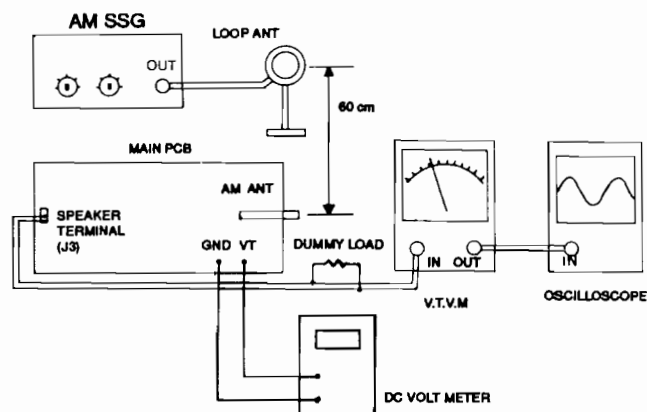 AM SSG
OUT
LOOP ANT
60 cm
MAIN PCB
AM ANT
SPEAKER
TERMINAL
(J3)
GND VT
DUMMY LOAD
IN OUT
V.T.V.M
IN
OSCILLOSCOPE
DC VOLT METER